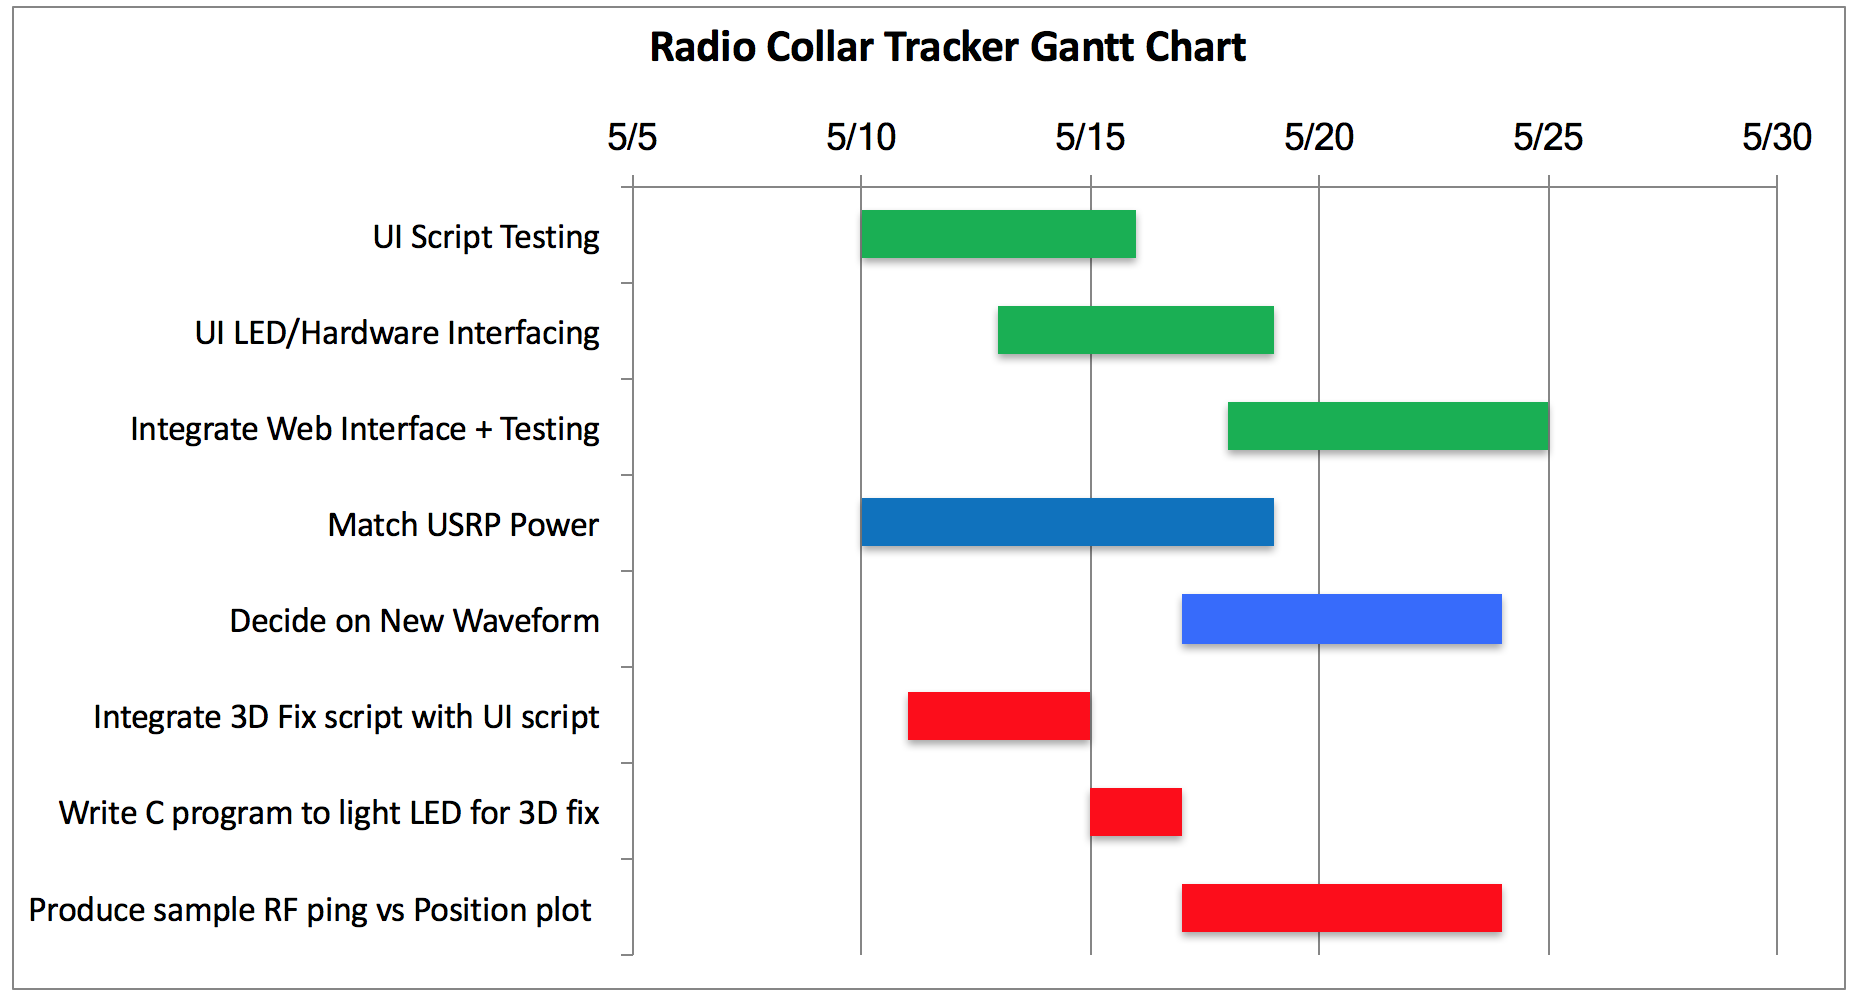 Radio Collar Tracker Gantt Chart
5/5 5/10 5/15 5/20 5/25 5/30
UI Script Testing
UI LED/Hardware Interfacing
Integrate Web Interface + Testing
Match USRP Power
Decide on New Waveform
Integrate 3D Fix script with UI script
Write C program to light LED for 3D fix
Produce sample RF ping vs Position plot